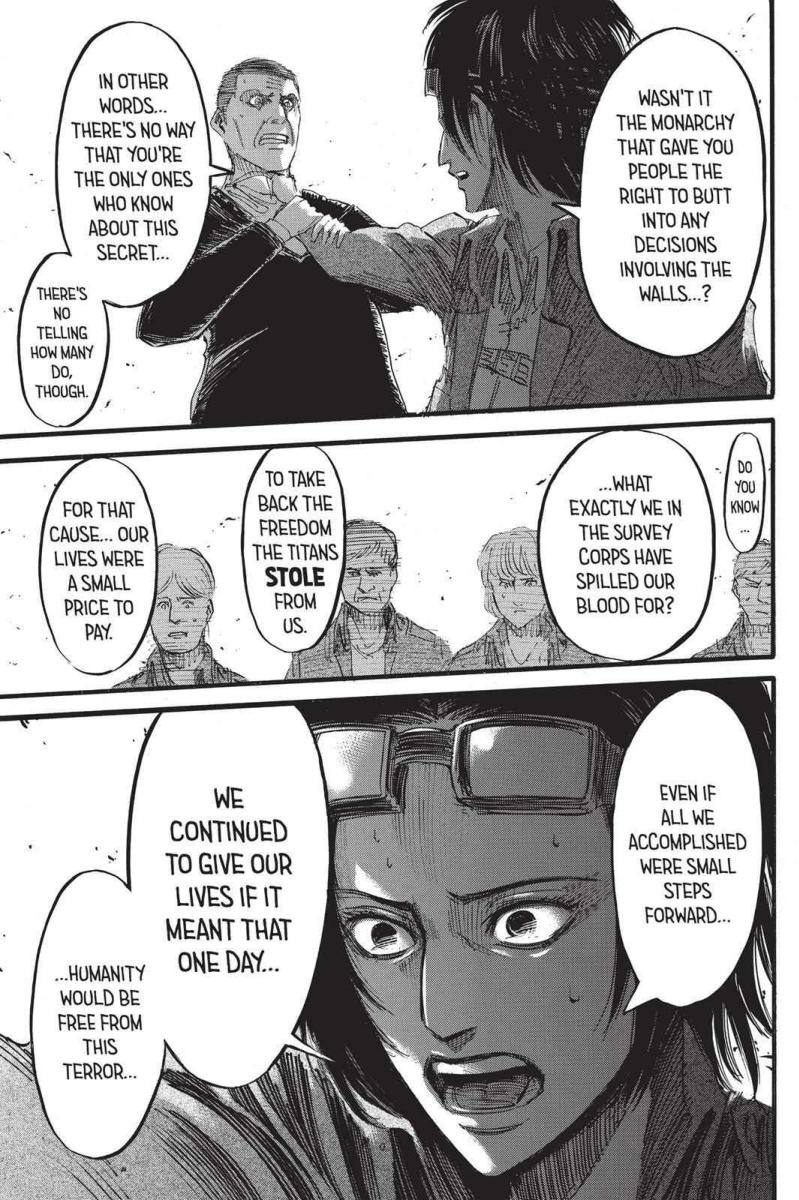 WASN'T IT
THE MONARCHY
THAT GAVE YOU
PEOPLE THE
RIGHT TO BUTT
INTO ANY
DECISIONS
INVOLVING THE
WALLS...?
IN OTHER
WORDS...
THERE'S NO WAY
THAT YOU'RE
THE ONLY ONES
WHO KNOW
ABOUT THIS
SECRET...
THERE'S
NO
TELLING
HOW MANY
DO,
THOUGH.
DO
YOU
KNOW
...
...WHAT
EXACTLY WE IN
THE SURVEY
CORPS HAVE
SPILLED OUR
BLOOD FOR?
TO TAKE
BACK THE
FREEDOM
THE TITANS
STOLE
FROM
US.
FOR THAT
CAUSE... OUR
LIVES WERE
A SMALL
PRICE TO
PAY.
EVEN IF
ALL WE
ACCOMPLISHED
WERE SMALL
STEPS
FORWARD...
WE
CONTINUED
TO GIVE OUR
LIVES IF IT
MEANT THAT
ONE DAY...
...HUMANITY
WOULD BE
FREE FROM
THIS
TERROR...